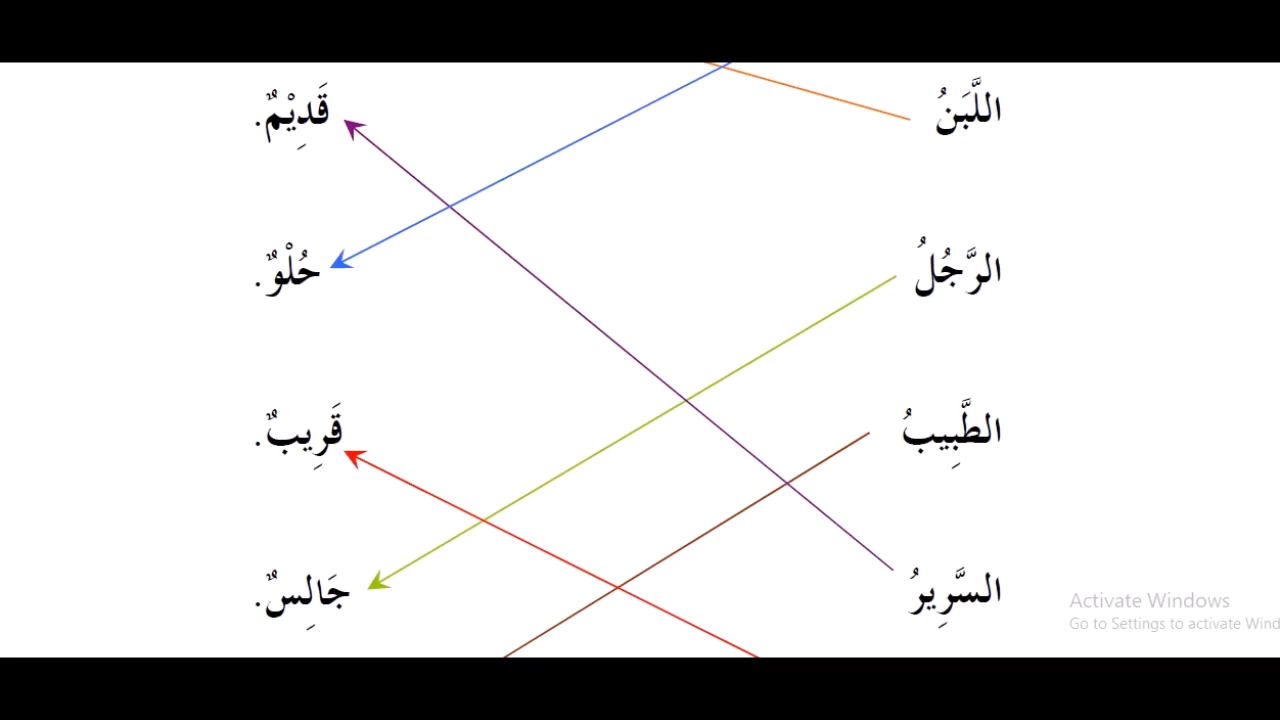 اللَّبَنُ قَدِيْمٌ.
الرَّجُلُ حُلْوٌ.
الطَّبِيبُ قَرِيبٌ.
السَّرِيرُ جَالِسٌ.
Activate Windows
Go to Settings to activate Wind